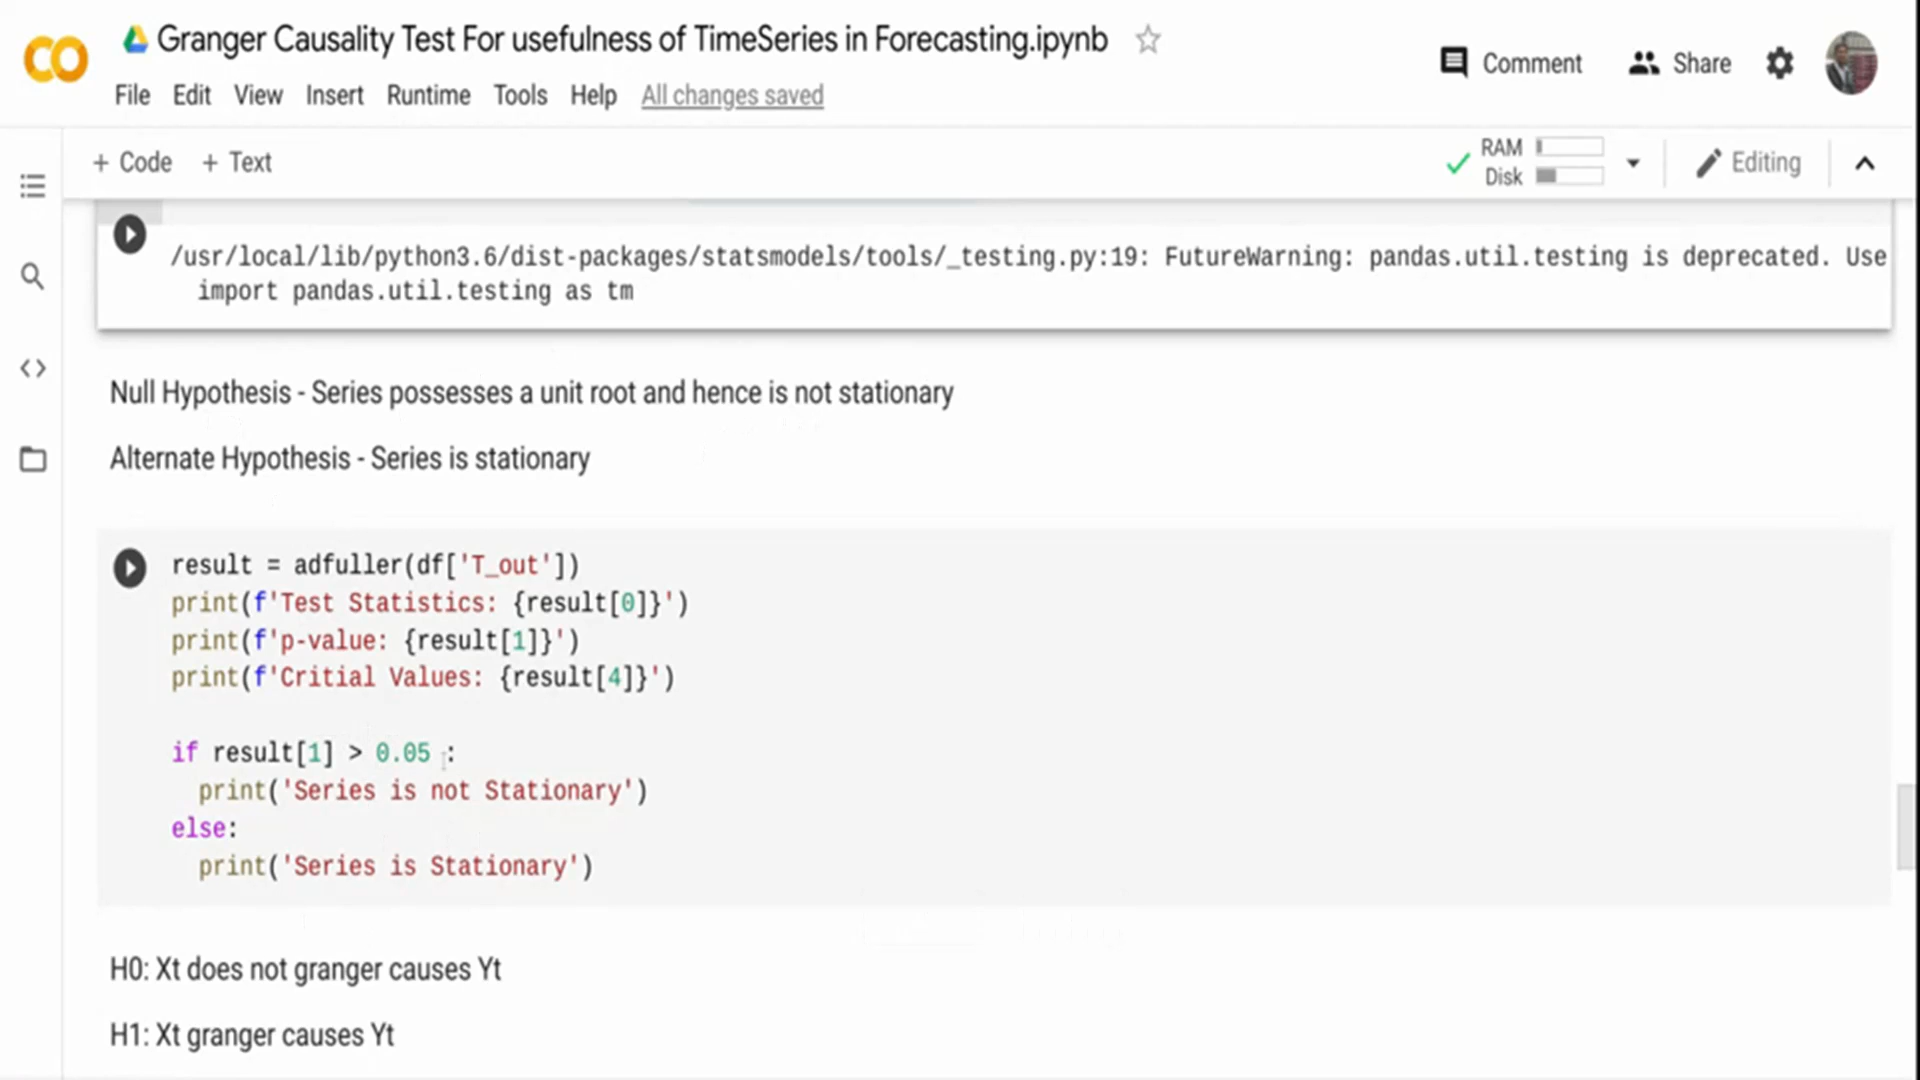 Granger Causality Test For usefulness of TimeSeries in Forecasting.ipynb
Comment
Share
File Edit View Insert Runtime Tools Help All changes saved
+ Code + Text
RAM
Disk
Editing
/usr/local/lib/python3.6/dist-packages/statsmodels/tools/_testing.py:19: FutureWarning: pandas.util.testing is deprecated. Use
import pandas.util.testing as tm
Null Hypothesis - Series possesses a unit root and hence is not stationary
Alternate Hypothesis - Series is stationary
result = adfuller(df['T_out'])
print(f'Test Statistics: {result[0]}')
print(f'p-value: {result[1]}')
print(f'Critial Values: {result[4]}')
if result[1] > 0.05 :
print('Series is not Stationary')
else:
print('Series is Stationary')
H0: Xt does not granger causes Yt
H1: Xt granger causes Yt